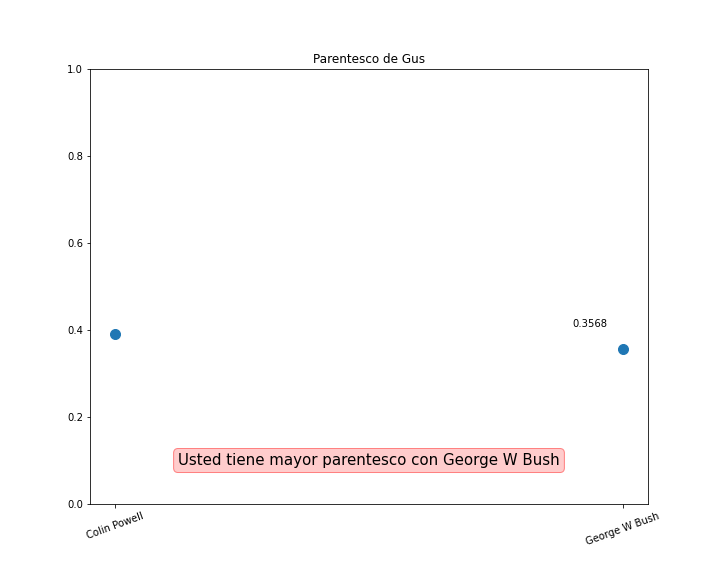 Parentesco de Gus
1.0
0.8
0.6
0.4
0.2
0.0
0.3568
Usted tiene mayor parentesco con George W Bush
Colin Powell
George W Bush